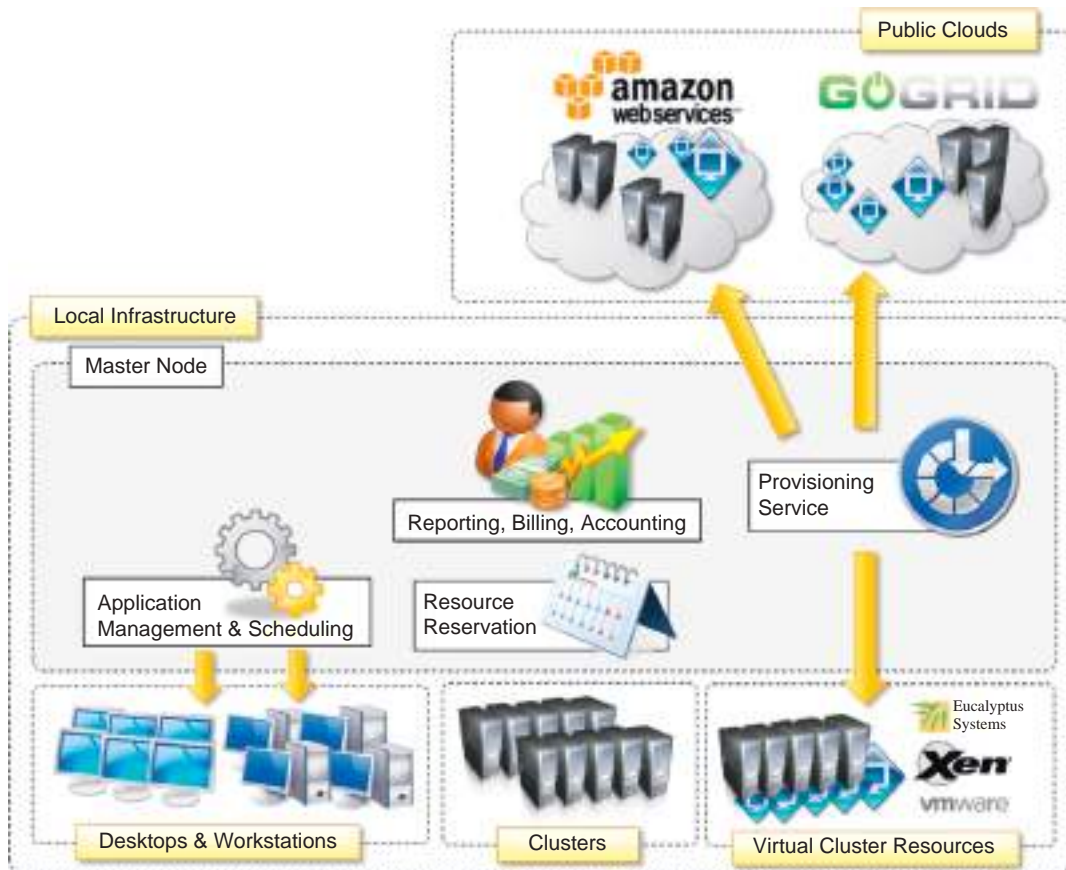 Public Clouds
amazon
webservices
GOGRID
Local Infrastructure
Master Node
Provisioning
Service
Reporting, Billing, Accounting
Application
Management & Scheduling
Resource
Reservation
Eucalyptus
Systems
Xen
vmware
Desktops & Workstations
Clusters
Virtual Cluster Resources